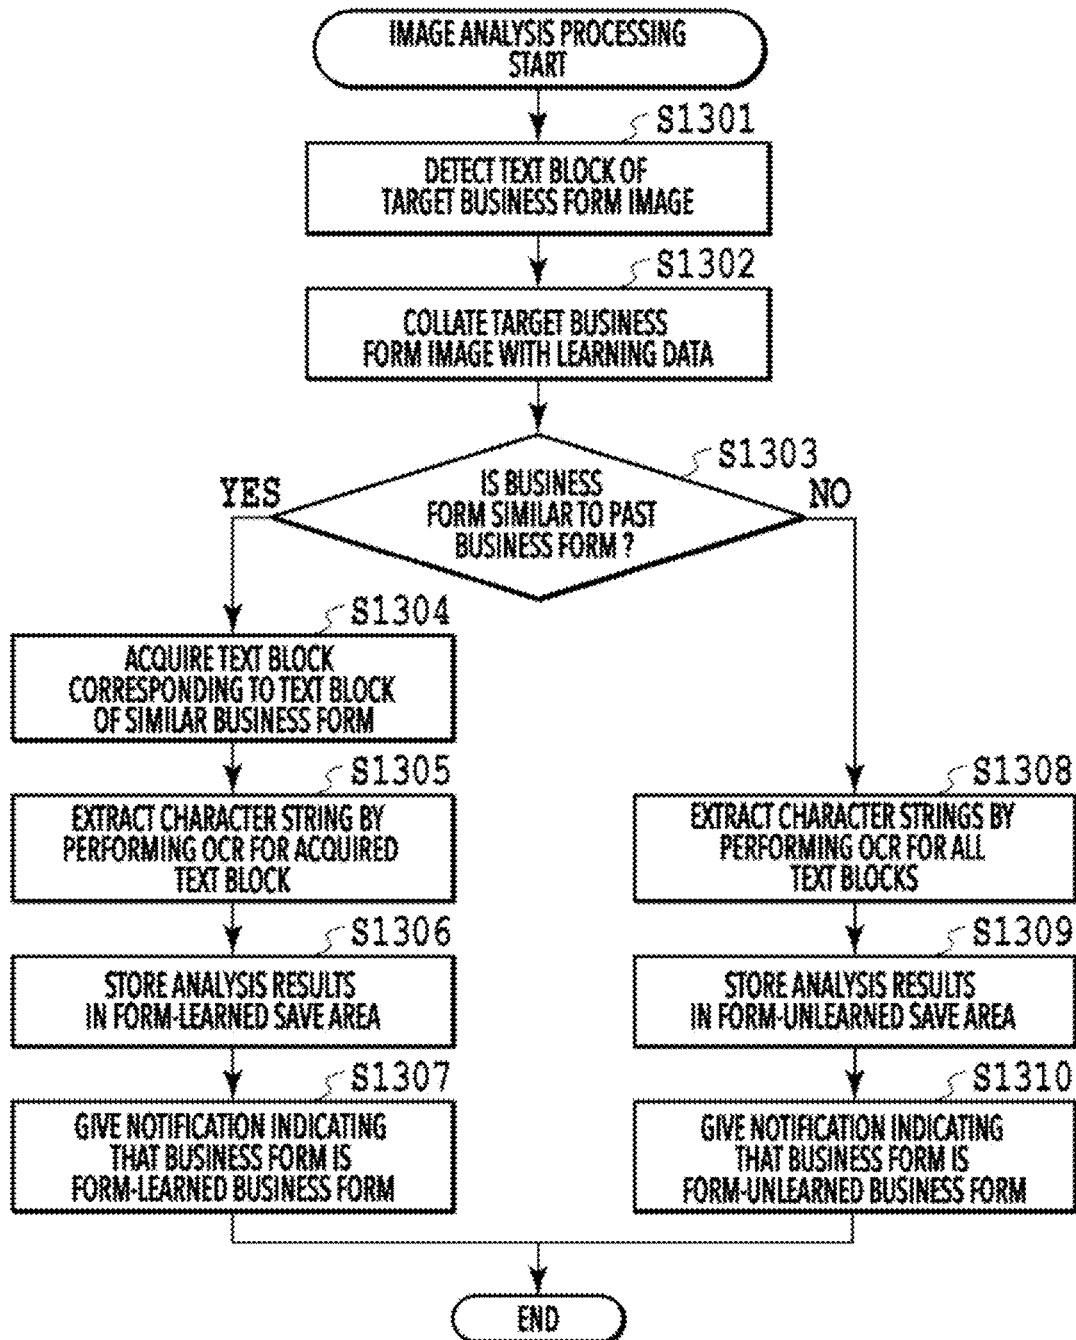 IMAGE ANALYSIS PROCESSING
START
S1301
DETECT TEXT BLOCK OF
TARGET BUSINESS FORM IMAGE
S1302
COLLATE TARGET BUSINESS
FORM IMAGE WITH LEARNING DATA
S1303
YES
NO
IS BUSINESS
FORM SIMILAR TO PAST
BUSINESS FORM ?
S1304
ACQUIRE TEXT BLOCK
CORRESPONDING TO TEXT BLOCK
OF SIMILAR BUSINESS FORM
S1305
EXTRACT CHARACTER STRING BY
PERFORMING OCR FOR ACQUIRED
TEXT BLOCK
S1306
STORE ANALYSIS RESULTS
IN FORM-LEARNED SAVE AREA
S1307
GIVE NOTIFICATION INDICATING
THAT BUSINESS FORM IS
FORM-LEARNED BUSINESS FORM
S1308
EXTRACT CHARACTER STRINGS BY
PERFORMING OCR FOR ALL
TEXT BLOCKS
S1309
STORE ANALYSIS RESULTS
IN FORM-UNLEARNED SAVE AREA
S1310
GIVE NOTIFICATION INDICATING
THAT BUSINESS FORM IS
FORM-UNLEARNED BUSINESS FORM
END